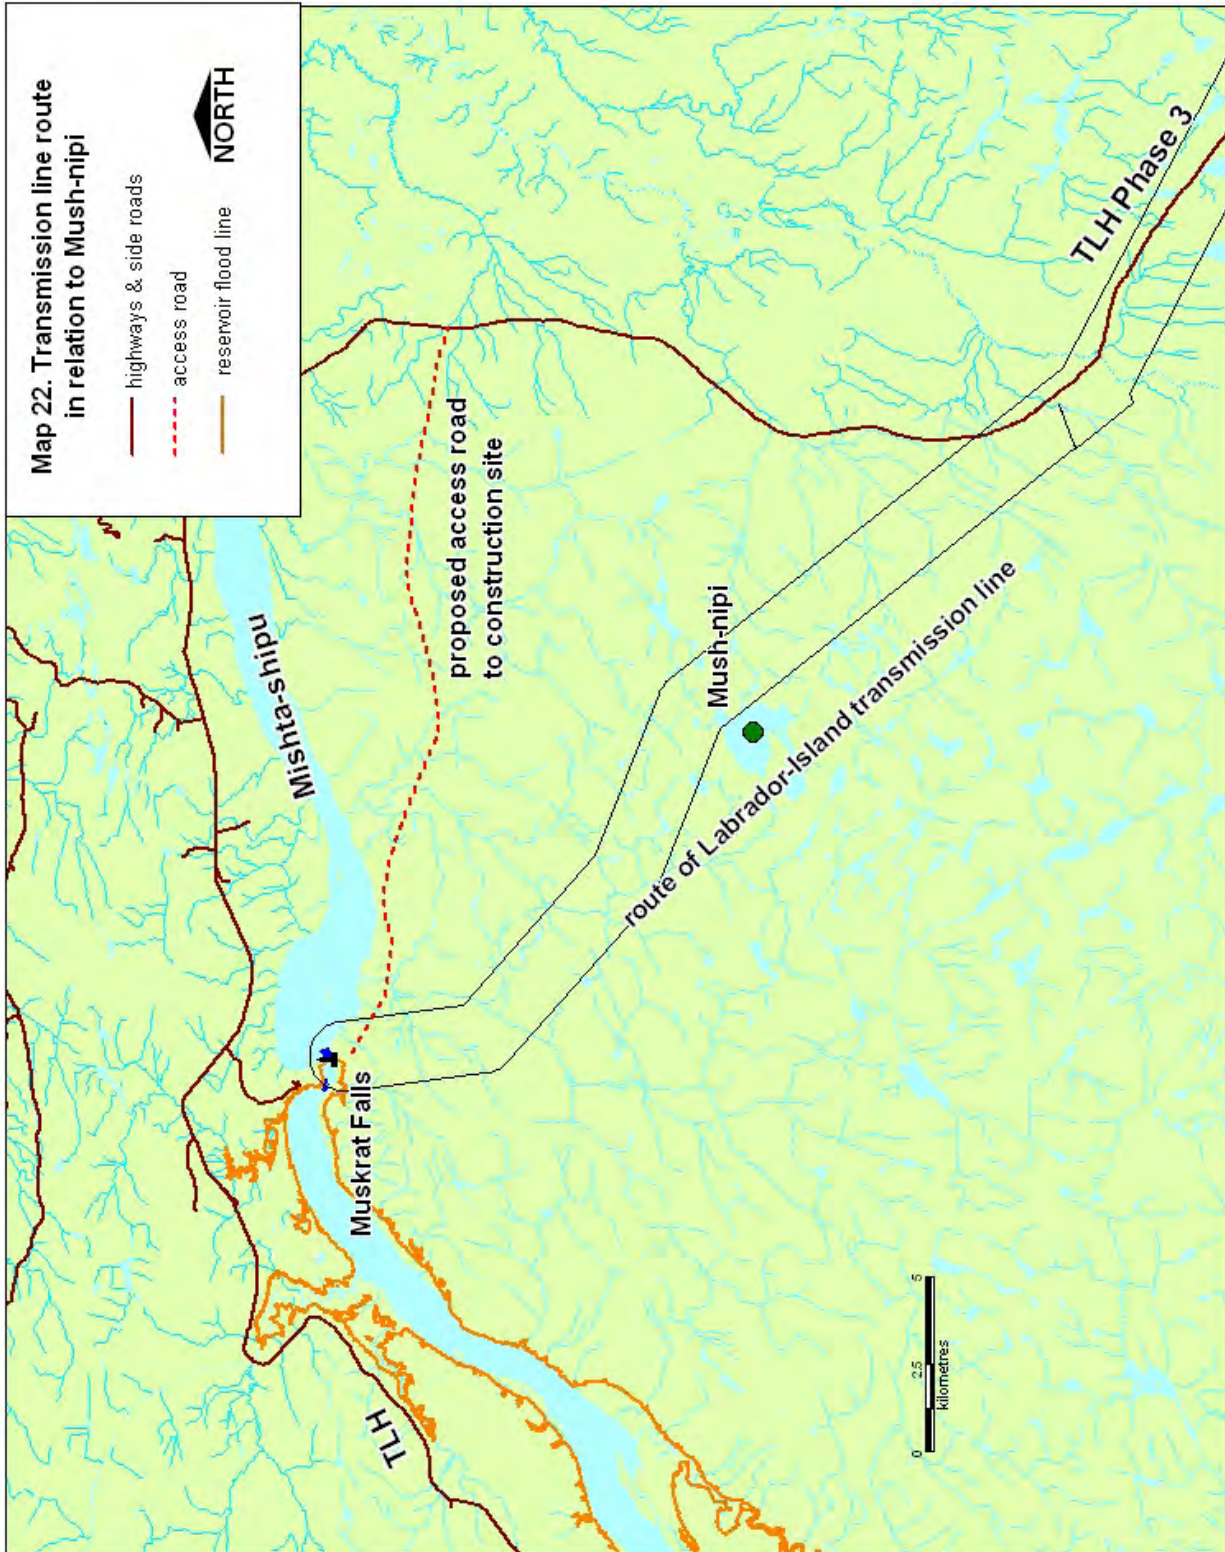 Map 22. Transmission line route
in relation to Mush-nipi
highways & side roads
access road
reservoir flood line
NORTH
Mishta-shipu
proposed access road
to construction site
TLH Phase 3
Mush-nipi
route of Labrador-Island transmission line
Muskrat Falls
TLH
0 2.5 5
kilometres